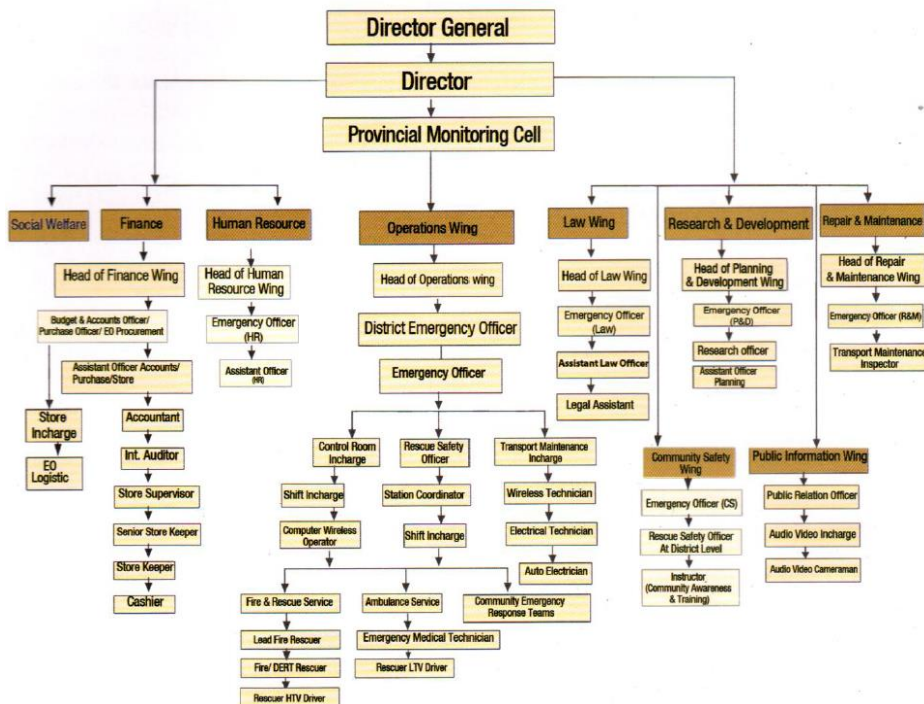 Director General
Director
Provincial Monitoring Cell
Social Welfare
Finance
Human Resource
Operations Wing
Law Wing
Research & Development
Repair & Maintenance
Head of Finance Wing
Budget & Accounts Officer/
Purchase Officer/ EO Procurement
Assistant Officer Accounts/
Purchase/Store
Store
Incharge
EO
Logistic
Accountant
Int. Auditor
Store Supervisor
Senior Store Keeper
Store Keeper
Cashier
Head of Human
Resource Wing
Emergency Officer
(HR)
Assistant Officer
(HR)
Head of Operations wing
District Emergency Officer
Emergency Officer
Control Room
Incharge
Shift Incharge
Computer Wireless
Operator
Rescue Safety
Officer
Station Coordinator
Shift Incharge
Transport Maintenance
Incharge
Wireless Technician
Electrical Technician
Auto Electrician
Fire & Rescue Service
Lead Fire Rescuer
Fire/ DERT Rescuer
Rescuer HTV Driver
Ambulance Service
Emergency Medical Technician
Rescuer LTV Driver
Community Emergency
Response Teams
Head of Law Wing
Emergency Officer
(Law)
Assistant Law Officer
Legal Assistant
Head of Planning
& Development Wing
Emergency Officer
(P&D)
Research officer
Assistant Officer
Planning
Head of Repair
& Maintenance Wing
Emergency Officer (R&M)
Transport Maintenance
Inspector
Community Safety
Wing
Emergency Officer (CS)
Rescue Safety Officer
At District Level
Instructor
(Community Awareness
& Training)
Public Information Wing
Public Relation Officer
Audio Video Incharge
Audio Video Cameraman